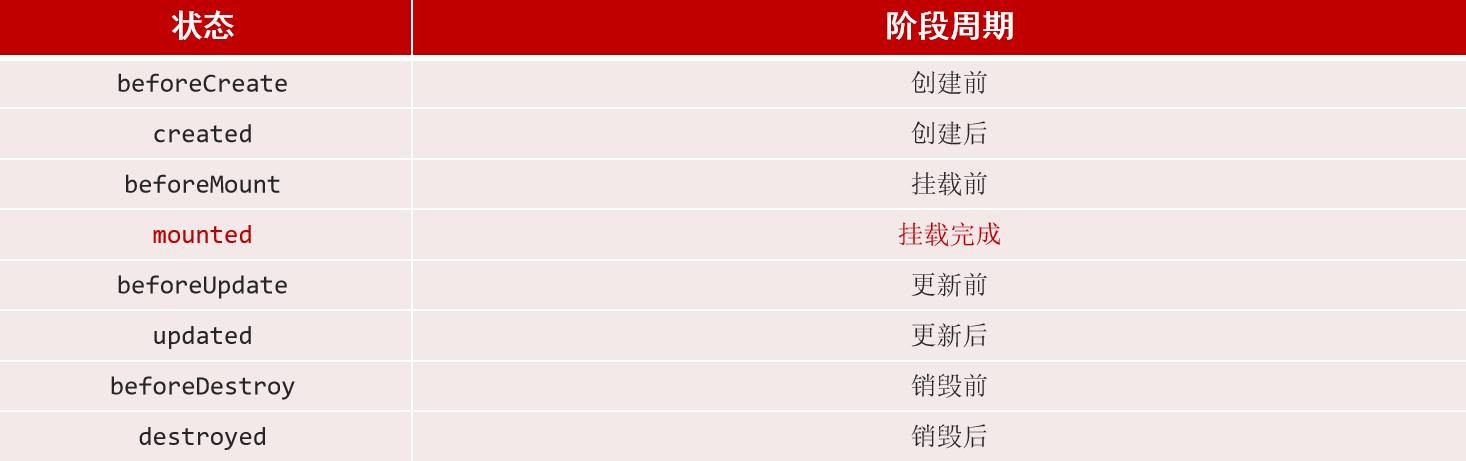 状态 阶段周期
beforeCreate 创建前
created 创建后
beforeMount 挂载前
mounted 挂载完成
beforeUpdate 更新前
updated 更新后
beforeDestroy 销毁前
destroyed 销毁后